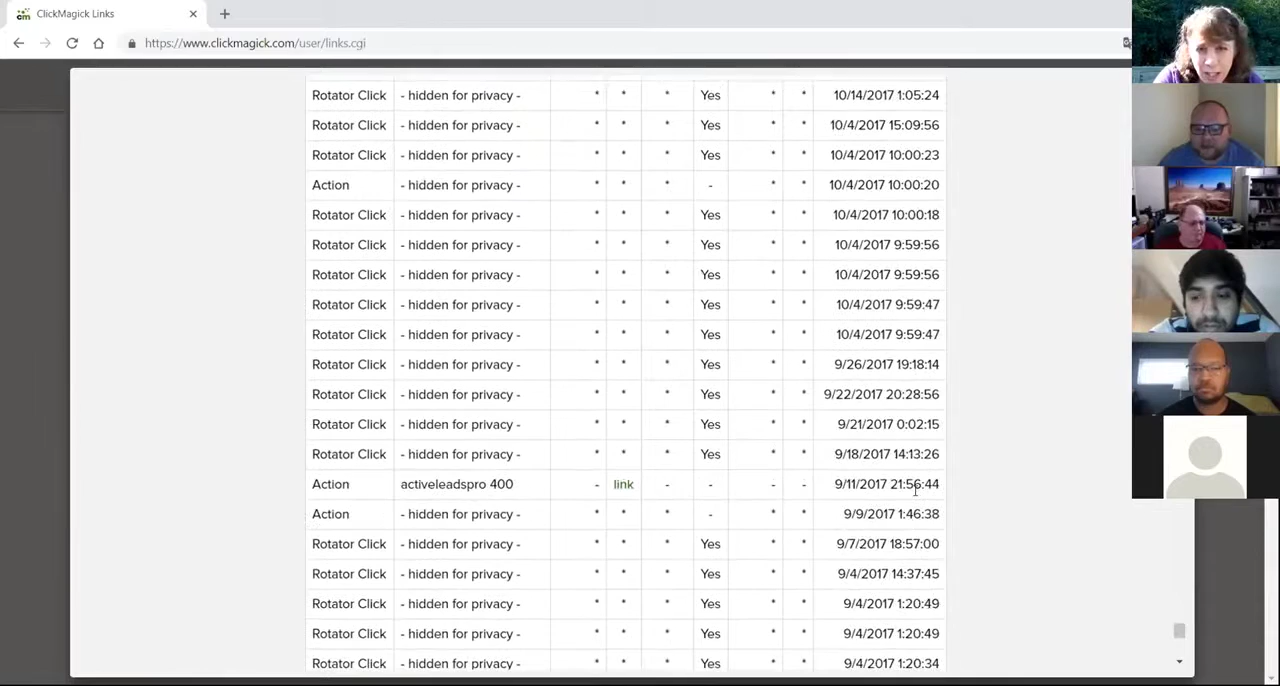 ClickMagick Links
https://www.clickmagick.com/user/links.cgi
Rotator Click - hidden for privacy - * * * Yes * * 10/14/2017 1:05:24
Rotator Click - hidden for privacy - * * * Yes * * 10/4/2017 15:09:56
Rotator Click - hidden for privacy - * * * Yes * * 10/4/2017 10:00:23
Action - hidden for privacy - * * * - * * 10/4/2017 10:00:20
Rotator Click - hidden for privacy - * * * Yes * * 10/4/2017 10:00:18
Rotator Click - hidden for privacy - * * * Yes * * 10/4/2017 9:59:56
Rotator Click - hidden for privacy - * * * Yes * * 10/4/2017 9:59:56
Rotator Click - hidden for privacy - * * * Yes * * 10/4/2017 9:59:47
Rotator Click - hidden for privacy - * * * Yes * * 10/4/2017 9:59:47
Rotator Click - hidden for privacy - * * * Yes * * 9/26/2017 19:18:14
Rotator Click - hidden for privacy - * * * Yes * * 9/22/2017 20:28:56
Rotator Click - hidden for privacy - * * * Yes * * 9/21/2017 0:02:15
Rotator Click - hidden for privacy - * * * Yes * * 9/18/2017 14:13:26
Action activeleadspro 400 - link - - - - 9/11/2017 21:56:44
Action - hidden for privacy - * * * - * * 9/9/2017 1:46:38
Rotator Click - hidden for privacy - * * * Yes * * 9/7/2017 18:57:00
Rotator Click - hidden for privacy - * * * Yes * * 9/4/2017 14:37:45
Rotator Click - hidden for privacy - * * * Yes * * 9/4/2017 1:20:49
Rotator Click - hidden for privacy - * * * Yes * * 9/4/2017 1:20:49
Rotator Click - hidden for privacy - * * * Yes * * 9/4/2017 1:20:34